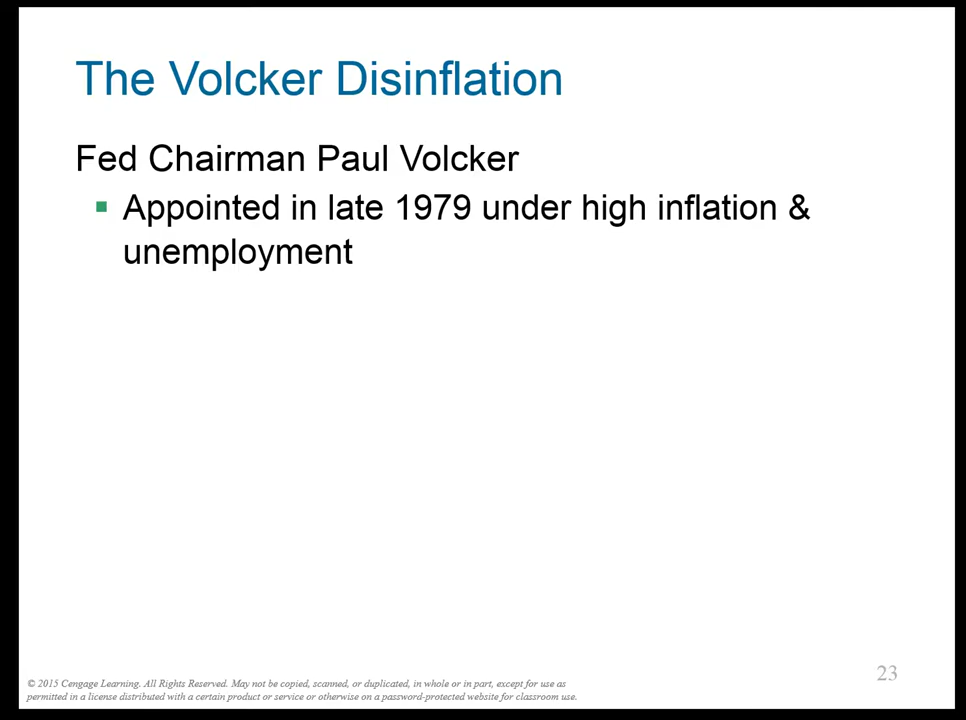 The Volcker Disinflation
Fed Chairman Paul Volcker
▪ Appointed in late 1979 under high inflation &
unemployment
23
© 2015 Cengage Learning. All Rights Reserved. May not be copied, scanned, or duplicated, in whole or in part, except for use as
permitted in a license distributed with a certain product or service or otherwise on a password-protected website for classroom use.